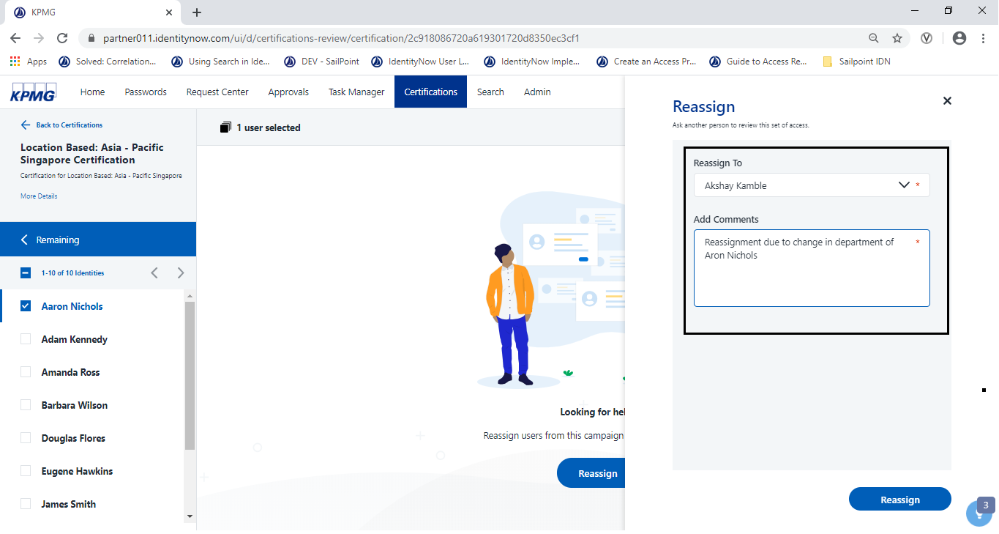 KPMG
partner011.identitynow.com/ui/d/certifications-review/certification/2c918086720a619301720d8350ec3cf1
Apps
Solved: Correlation...
Using Search in Ide...
DEV - SailPoint
IdentityNow User L...
IdentityNow Imple...
Create an Access Pr...
Guide to Access Re...
Sailpoint IDN
KPMG
Home
Passwords
Request Center
Approvals
Task Manager
Certifications
Search
Admin
Back to Certifications
Location Based: Asia - Pacific
Singapore Certification
Certification for Location Based: Asia - Pacific Singapore
More Details
Remaining
1-10 of 10 Identities
Aaron Nichols
Adam Kennedy
Amanda Ross
Barbara Wilson
Douglas Flores
Eugene Hawkins
James Smith
1 user selected
Looking for hel
Reassign users from this campaign
Reassign
Reassign
Ask another person to review this set of access.
Reassign To
Akshay Kamble *
Add Comments
Reassignment due to change in department of *
Aron Nichols
Reassign
3